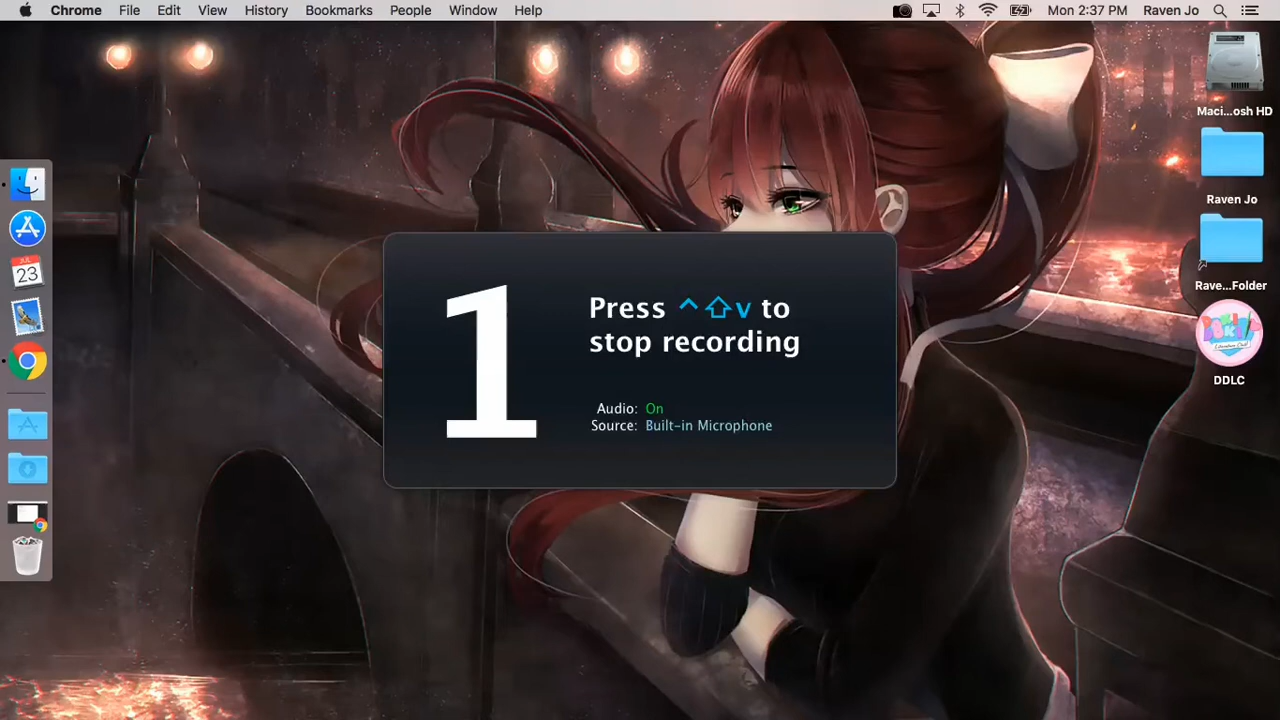 Chrome File Edit View History Bookmarks People Window Help Mon 2:37 PM Raven Jo
Maci...osh HD
Raven Jo
Rave...Folder
DDLC
JUL
23
1
Press ^⇧v to
stop recording
Audio: On
Source: Built-in Microphone